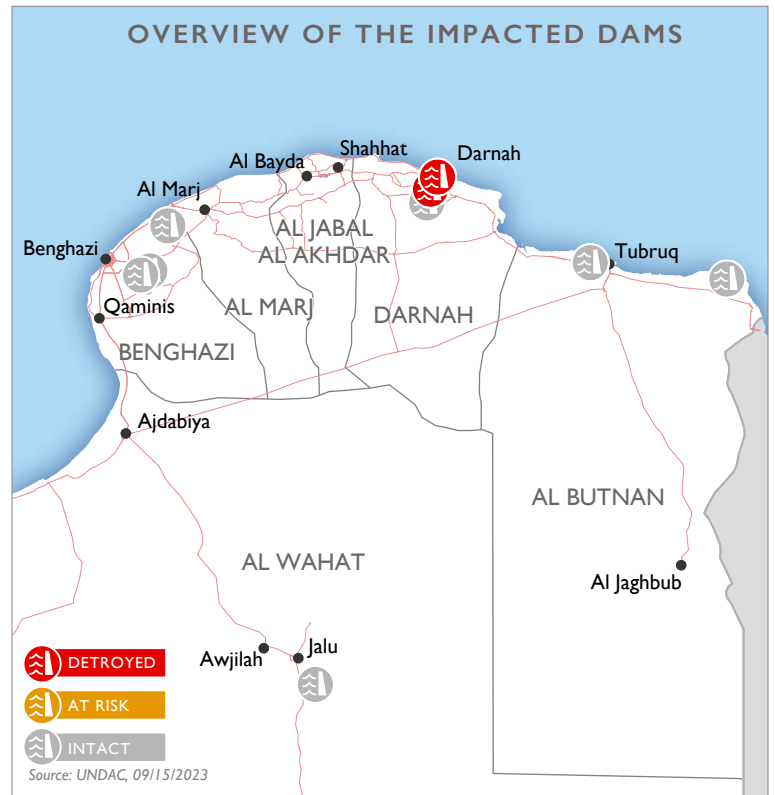 OVERVIEW OF THE IMPACTED DAMS
Shahhat
Darnah
Al Bayda
Al Marj
AL JABAL
AL AKHDAR
Benghazi
Tubruq
Qaminis
AL MARJ
DARNAH
BENGHAZI
Ajdabiya
AL BUTNAN
AL WAHAT
Al Jaghbub
Awjilah
Jalu
DETROYED
AT RISK
INTACT
Source: UNDAC, 09/15/2023